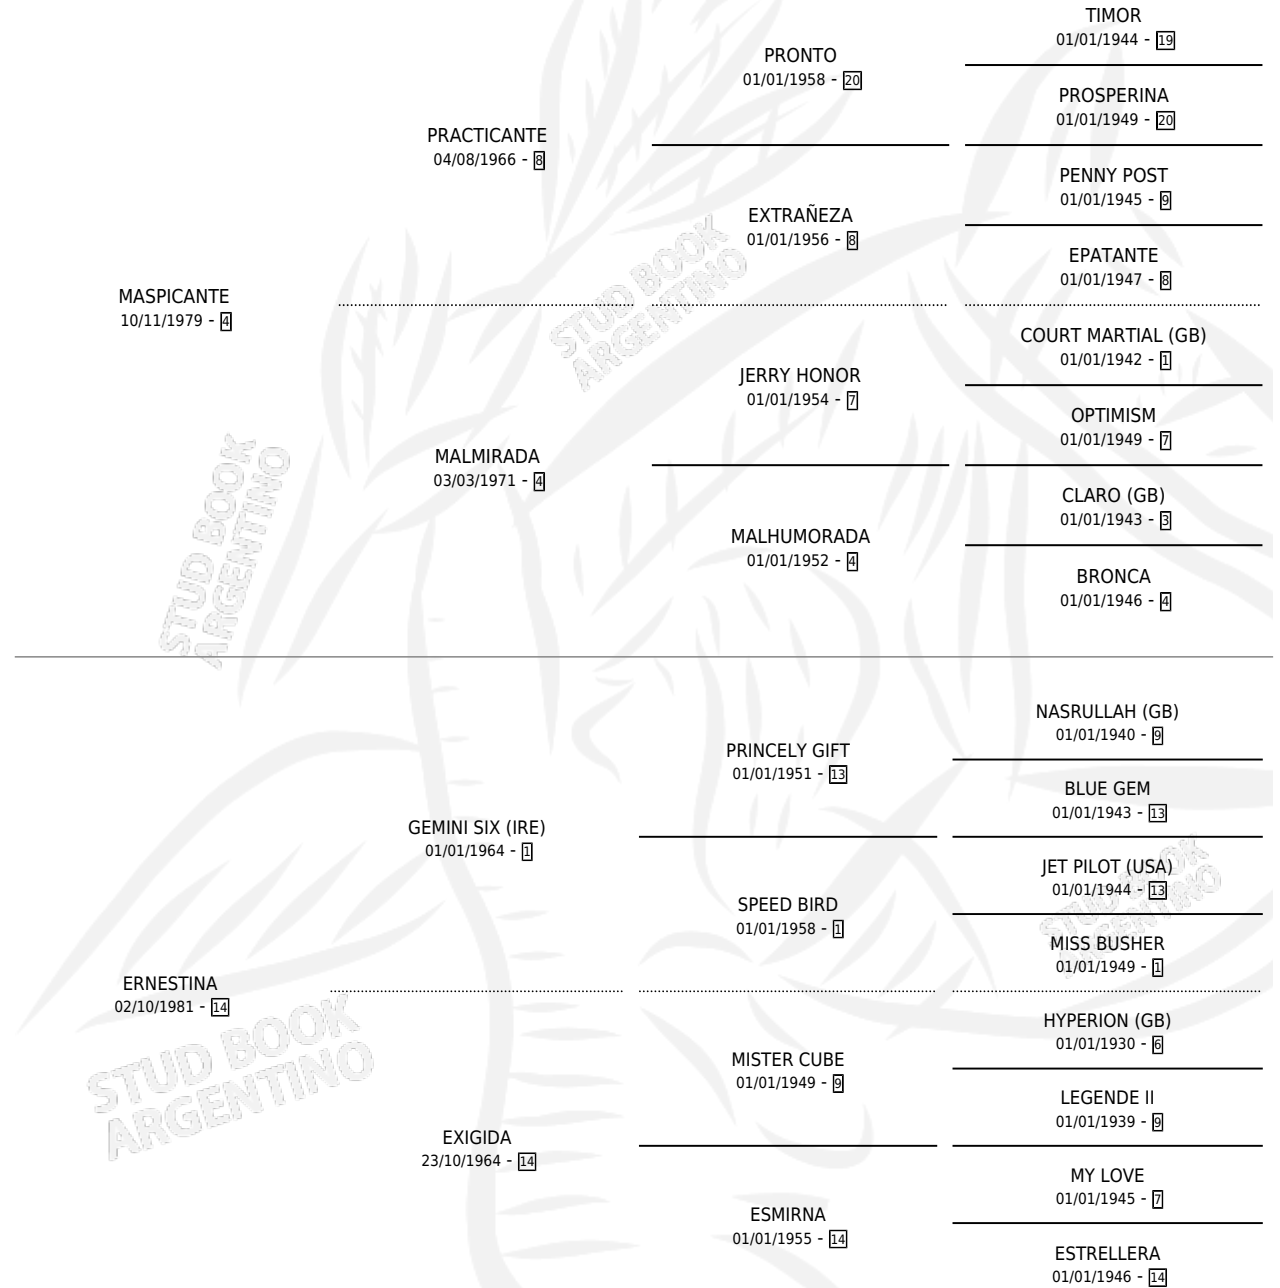 TIMOR
01/01/1944 - 19
PRONTO
01/01/1958 - 20
PROSPERINA
01/01/1949 - 20
PRACTICANTE
04/08/1966 - 8
PENNY POST
01/01/1945 - 9
EXTRAÑEZA
01/01/1956 - 8
EPATANTE
01/01/1947 - 8
MASPICANTE
10/11/1979 - 4
COURT MARTIAL (GB)
01/01/1942 - 1
JERRY HONOR
01/01/1954 - 7
OPTIMISM
01/01/1949 - 7
MALMIRADA
03/03/1971 - 4
CLARO (GB)
01/01/1943 - 3
MALHUMORADA
01/01/1952 - 4
BRONCA
01/01/1946 - 4
NASRULLAH (GB)
01/01/1940 - 9
PRINCELY GIFT
01/01/1951 - 13
BLUE GEM
01/01/1943 - 13
GEMINI SIX (IRE)
01/01/1964 - 1
JET PILOT (USA)
01/01/1944 - 13
SPEED BIRD
01/01/1958 - 1
MISS BUSHER
01/01/1949 - 1
ERNESTINA
02/10/1981 - 14
HYPERION (GB)
01/01/1930 - 6
MISTER CUBE
01/01/1949 - 9
LEGENDE II
01/01/1939 - 9
EXIGIDA
23/10/1964 - 14
MY LOVE
01/01/1945 - 7
ESMIRNA
01/01/1955 - 14
ESTRELLERA
01/01/1946 - 14
STUD BOOK
ARGENTINO
STUD BOOK
ARGENTINO
STUD BOOK
ARGENTINO
STUD BOOK
ARGENTINO